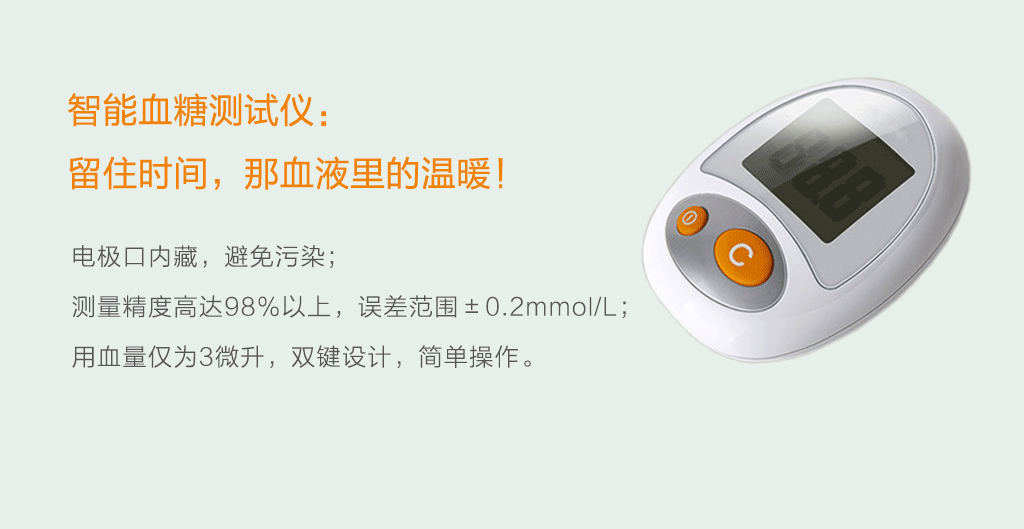 智能血糖测试仪：
留住时间，那血液里的温暖！
电极口内藏，避免污染；
测量精度高达98%以上，误差范围±0.2mmol/L；
用血量仅为3微升，双键设计，简单操作。